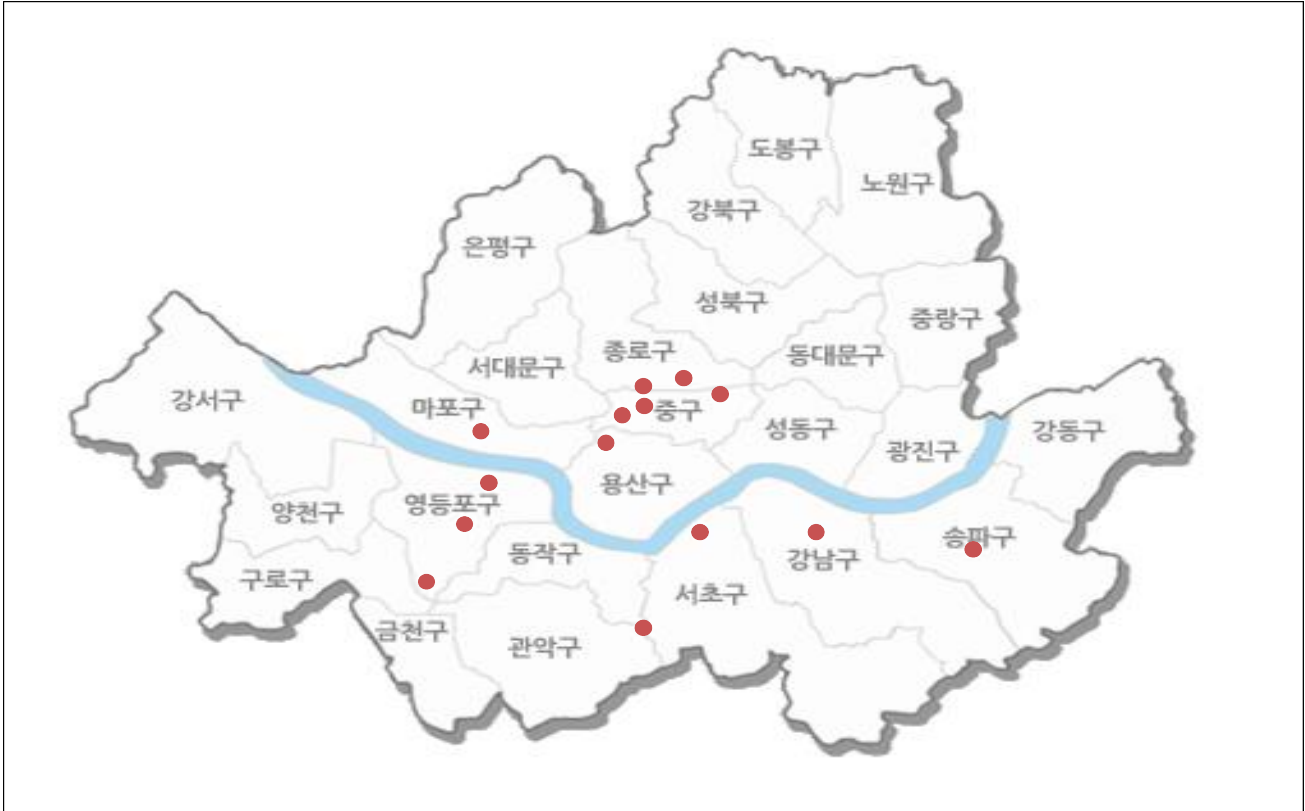 도봉구
노원구
강북구
은평구
성북구
중랑구
종로구
동대문구
서대문구
강서구
마포구
중구
성동구
강동구
광진구
용산구
영등포구
양천구
송파구
동작구
강남구
구로구
서초구
금천구
관악구